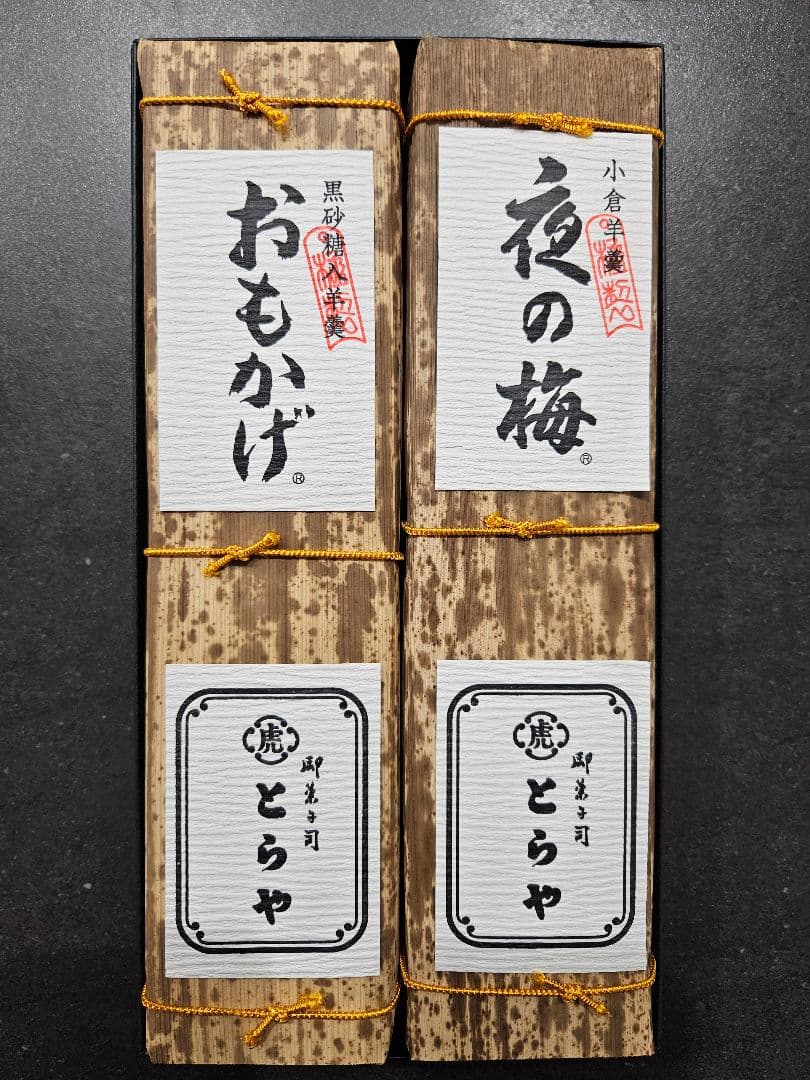 小倉羊羹
夜の梅®
黒砂糖入羊羹
おもかげ®
虎
御菓子司
とらや
虎
御菓子司
とらや